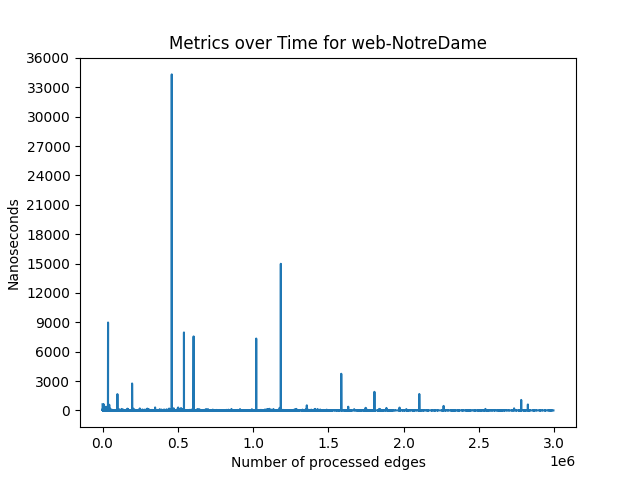 Metrics over Time for web-NotreDame
36000
33000
30000
27000
24000
21000
18000
15000
12000
9000
6000
3000
0
Nanoseconds
0.0 0.5 1.0 1.5 2.0 2.5 3.0
1e6
Number of processed edges